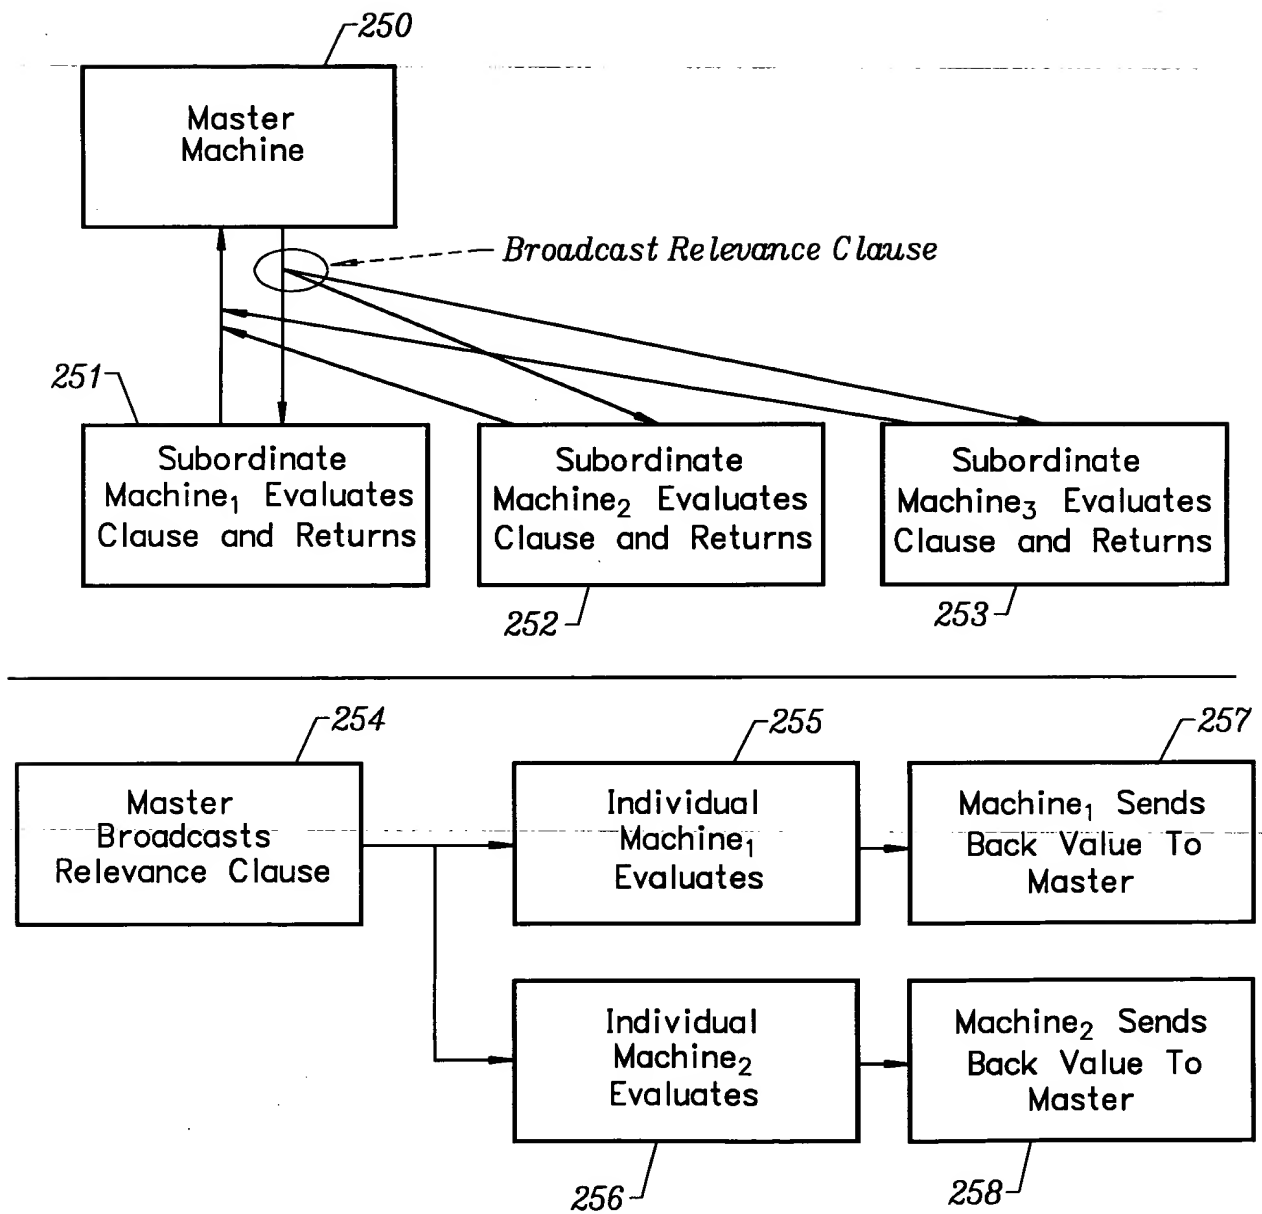 250
Master
Machine
Broadcast Relevance Clause
251
Subordinate
Machine₁ Evaluates
Clause and Returns
Subordinate
Machine₂ Evaluates
Clause and Returns
Subordinate
Machine₃ Evaluates
Clause and Returns
252
253
254
255
257
Master
Broadcasts
Relevance Clause
Individual
Machine₁
Evaluates
Machine₁ Sends
Back Value To
Master
Individual
Machine₂
Evaluates
Machine₂ Sends
Back Value To
Master
256
258